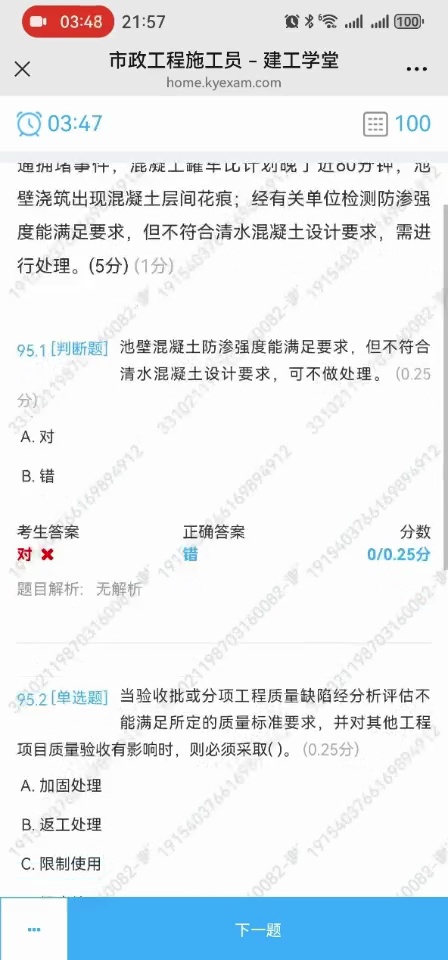 03:48 21:57 6 100
市政工程施工员 – 建工学堂
home.kyexam.com
03:47 100
通拥堵事件，混凝土罐车比计划晚了近60分钟，池
壁浇筑出现混凝土层间花痕；经有关单位检测防渗强
度能满足要求，但不符合清水混凝土设计要求，需进
行处理。(5分) (1分)
95.1 [判断题] 池壁混凝土防渗强度能满足要求，但不符合
清水混凝土设计要求，可不做处理。 (0.25
分)
A. 对
B. 错
考生答案 正确答案 分数
对 错 0/0.25分
题目解析: 无解析
95.2 [单选题] 当验收批或分项工程质量缺陷经分析评估不
能满足所定的质量标准要求，并对其他工程
项目质量验收有影响时，则必须采取( )。 (0.25分)
A. 加固处理
B. 返工处理
C. 限制使用
下一题